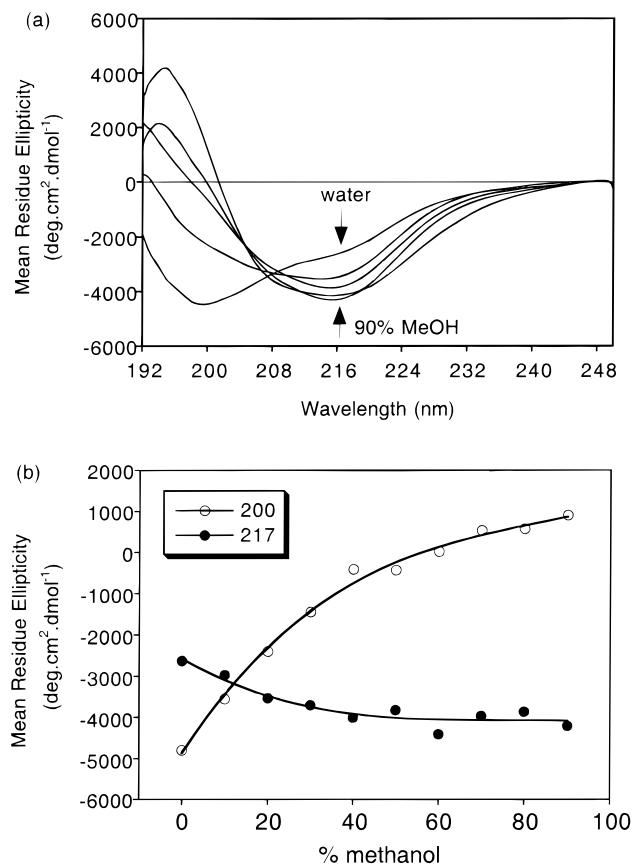 (a)
Mean Residue Ellipticity
(deg.cm².dmol⁻¹)
6000
4000
2000
0
-2000
-4000
-6000
water
90% MeOH
192 200 208 216 224 232 240 248
Wavelength (nm)
(b)
Mean Residue Ellipticity
(deg.cm².dmol⁻¹)
2000
1000
0
-1000
-2000
-3000
-4000
-5000
-6000
200
217
0 20 40 60 80 100
% methanol